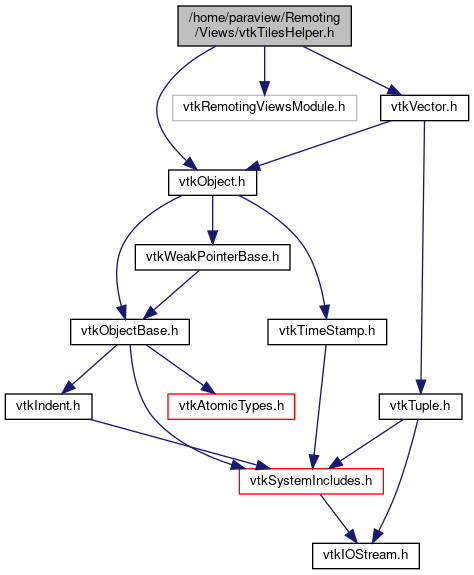 /home/paraview/Remoting
/Views/vtkTilesHelper.h
vtkRemotingViewsModule.h
vtkVector.h
vtkObject.h
vtkWeakPointerBase.h
vtkObjectBase.h
vtkTimeStamp.h
vtkIndent.h
vtkAtomicTypes.h
vtkTuple.h
vtkSystemIncludes.h
vtkIOStream.h